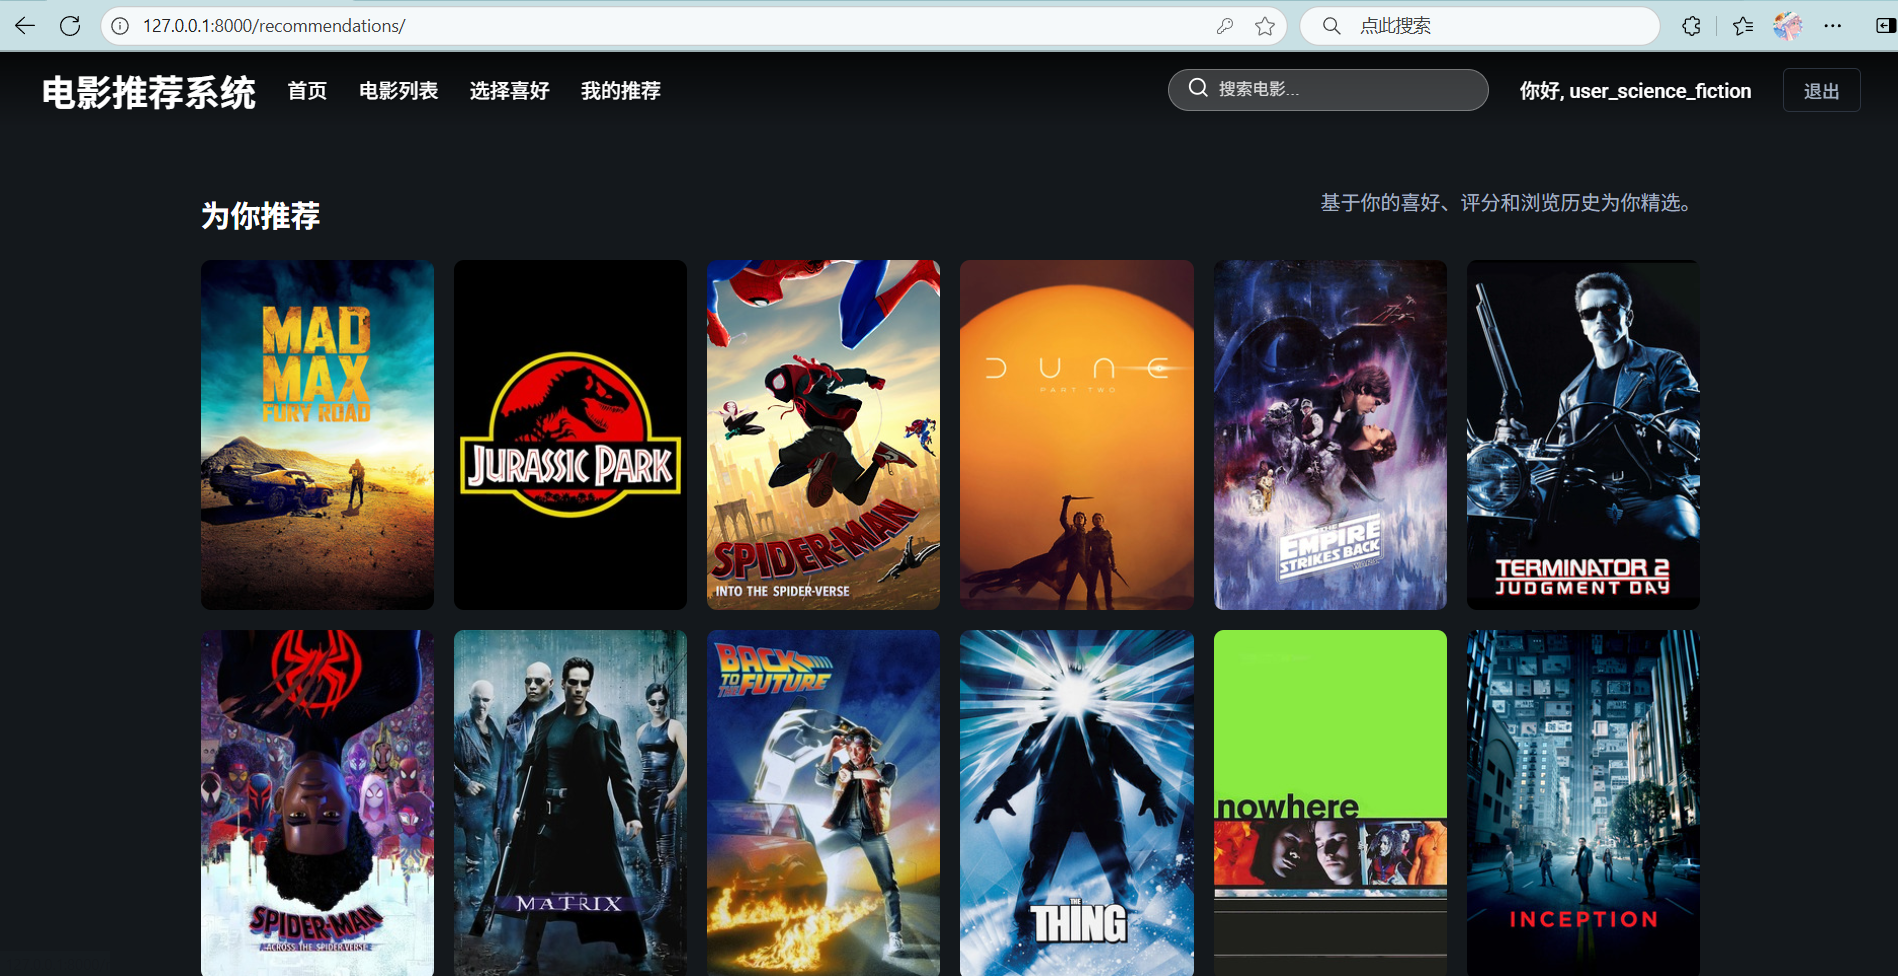 127.0.0.1:8000/recommendations/
点此搜索
电影推荐系统 首页 电影列表 选择喜好 我的推荐
搜索电影...
你好, user_science_fiction
退出
为你推荐
基于你的喜好、评分和浏览历史为你精选。
MAD
MAX
FURY ROAD
JURASSIC PARK
SPIDER-MAN
INTO THE SPIDER-VERSE
DUNE
PART TWO
THE
EMPIRE
STRIKES BACK
TERMINATOR 2
JUDGMENT DAY
SPIDER-MAN
ACROSS THE SPIDER-VERSE
MATRIX
BACK
TO THE FUTURE
THE
THING
nowhere
INCEPTION